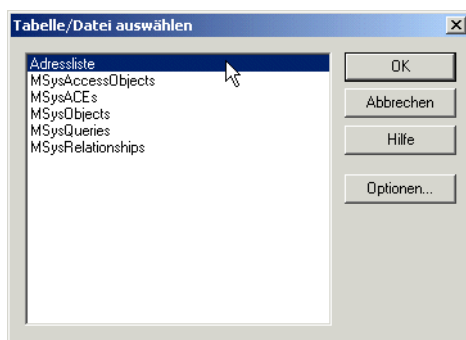 Tabelle/Datei auswählen
Adressliste
MSysAccessObjects
MSysACEs
MSysObjects
MSysQueries
MSysRelationships
OK
Abbrechen
Hilfe
Optionen...